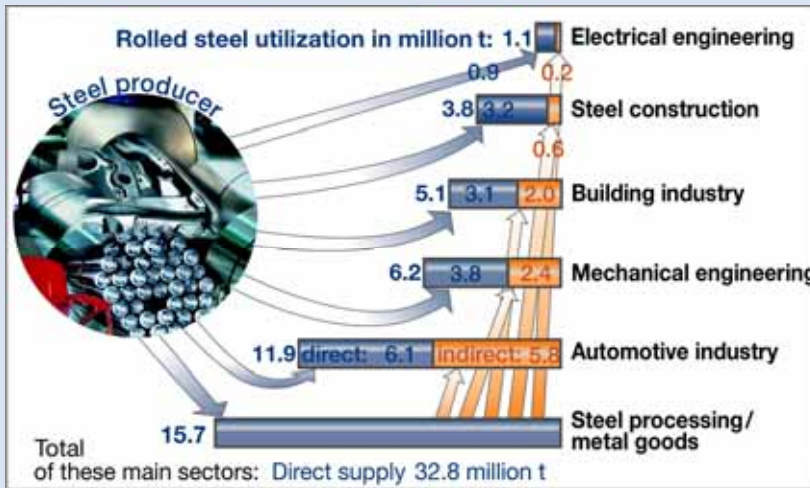 Rolled steel utilization in million t: 1.1 Electrical engineering
Steel producer
0.9 0.2
3.8 3.2 Steel construction
0.6
5.1 3.1 2.0 Building industry
6.2 3.8 2.4 Mechanical engineering
11.9 direct: 6.1 indirect: 5.8 Automotive industry
15.7 Steel processing/
metal goods
Total
of these main sectors: Direct supply 32.8 million t